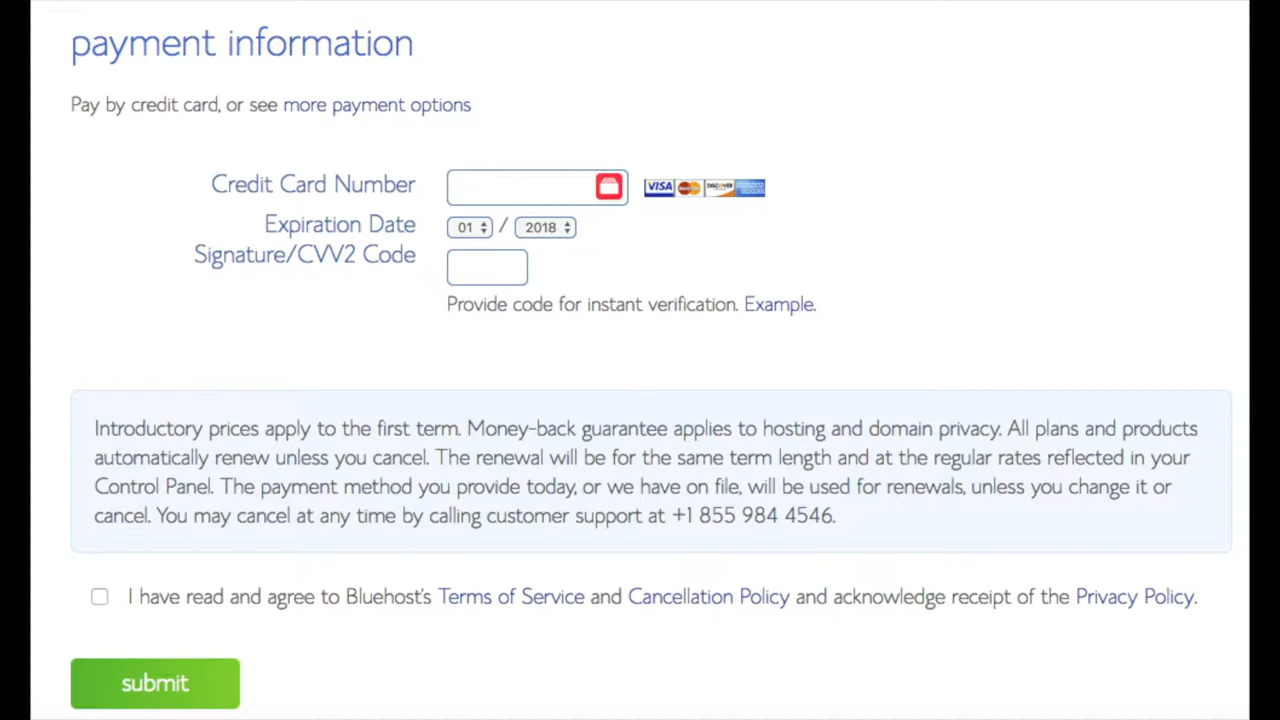 payment information
Pay by credit card, or see more payment options
Credit Card Number
VISA
DISCOVER
Expiration Date
01 / 2018
Signature/CVV2 Code
Provide code for instant verification. Example.
Introductory prices apply to the first term. Money-back guarantee applies to hosting and domain privacy. All plans and products
automatically renew unless you cancel. The renewal will be for the same term length and at the regular rates reflected in your
Control Panel. The payment method you provide today, or we have on file, will be used for renewals, unless you change it or
cancel. You may cancel at any time by calling customer support at +1 855 984 4546.
I have read and agree to Bluehost's Terms of Service and Cancellation Policy and acknowledge receipt of the Privacy Policy.
submit